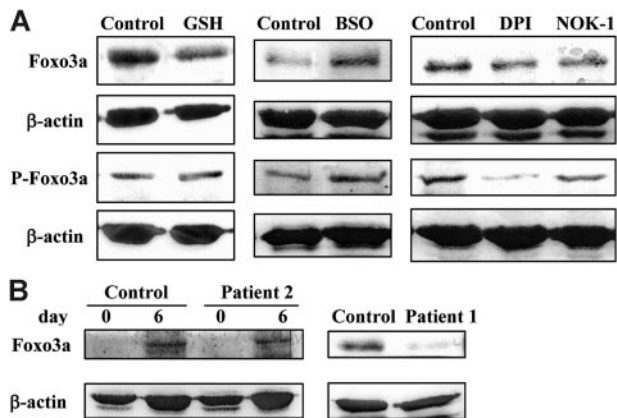 A
Control GSH Control BSO Control DPI NOK-1
Foxo3a
β-actin
P-Foxo3a
β-actin
B
Control Patient 2
day 0 6 0 6 Control Patient 1
Foxo3a
β-actin